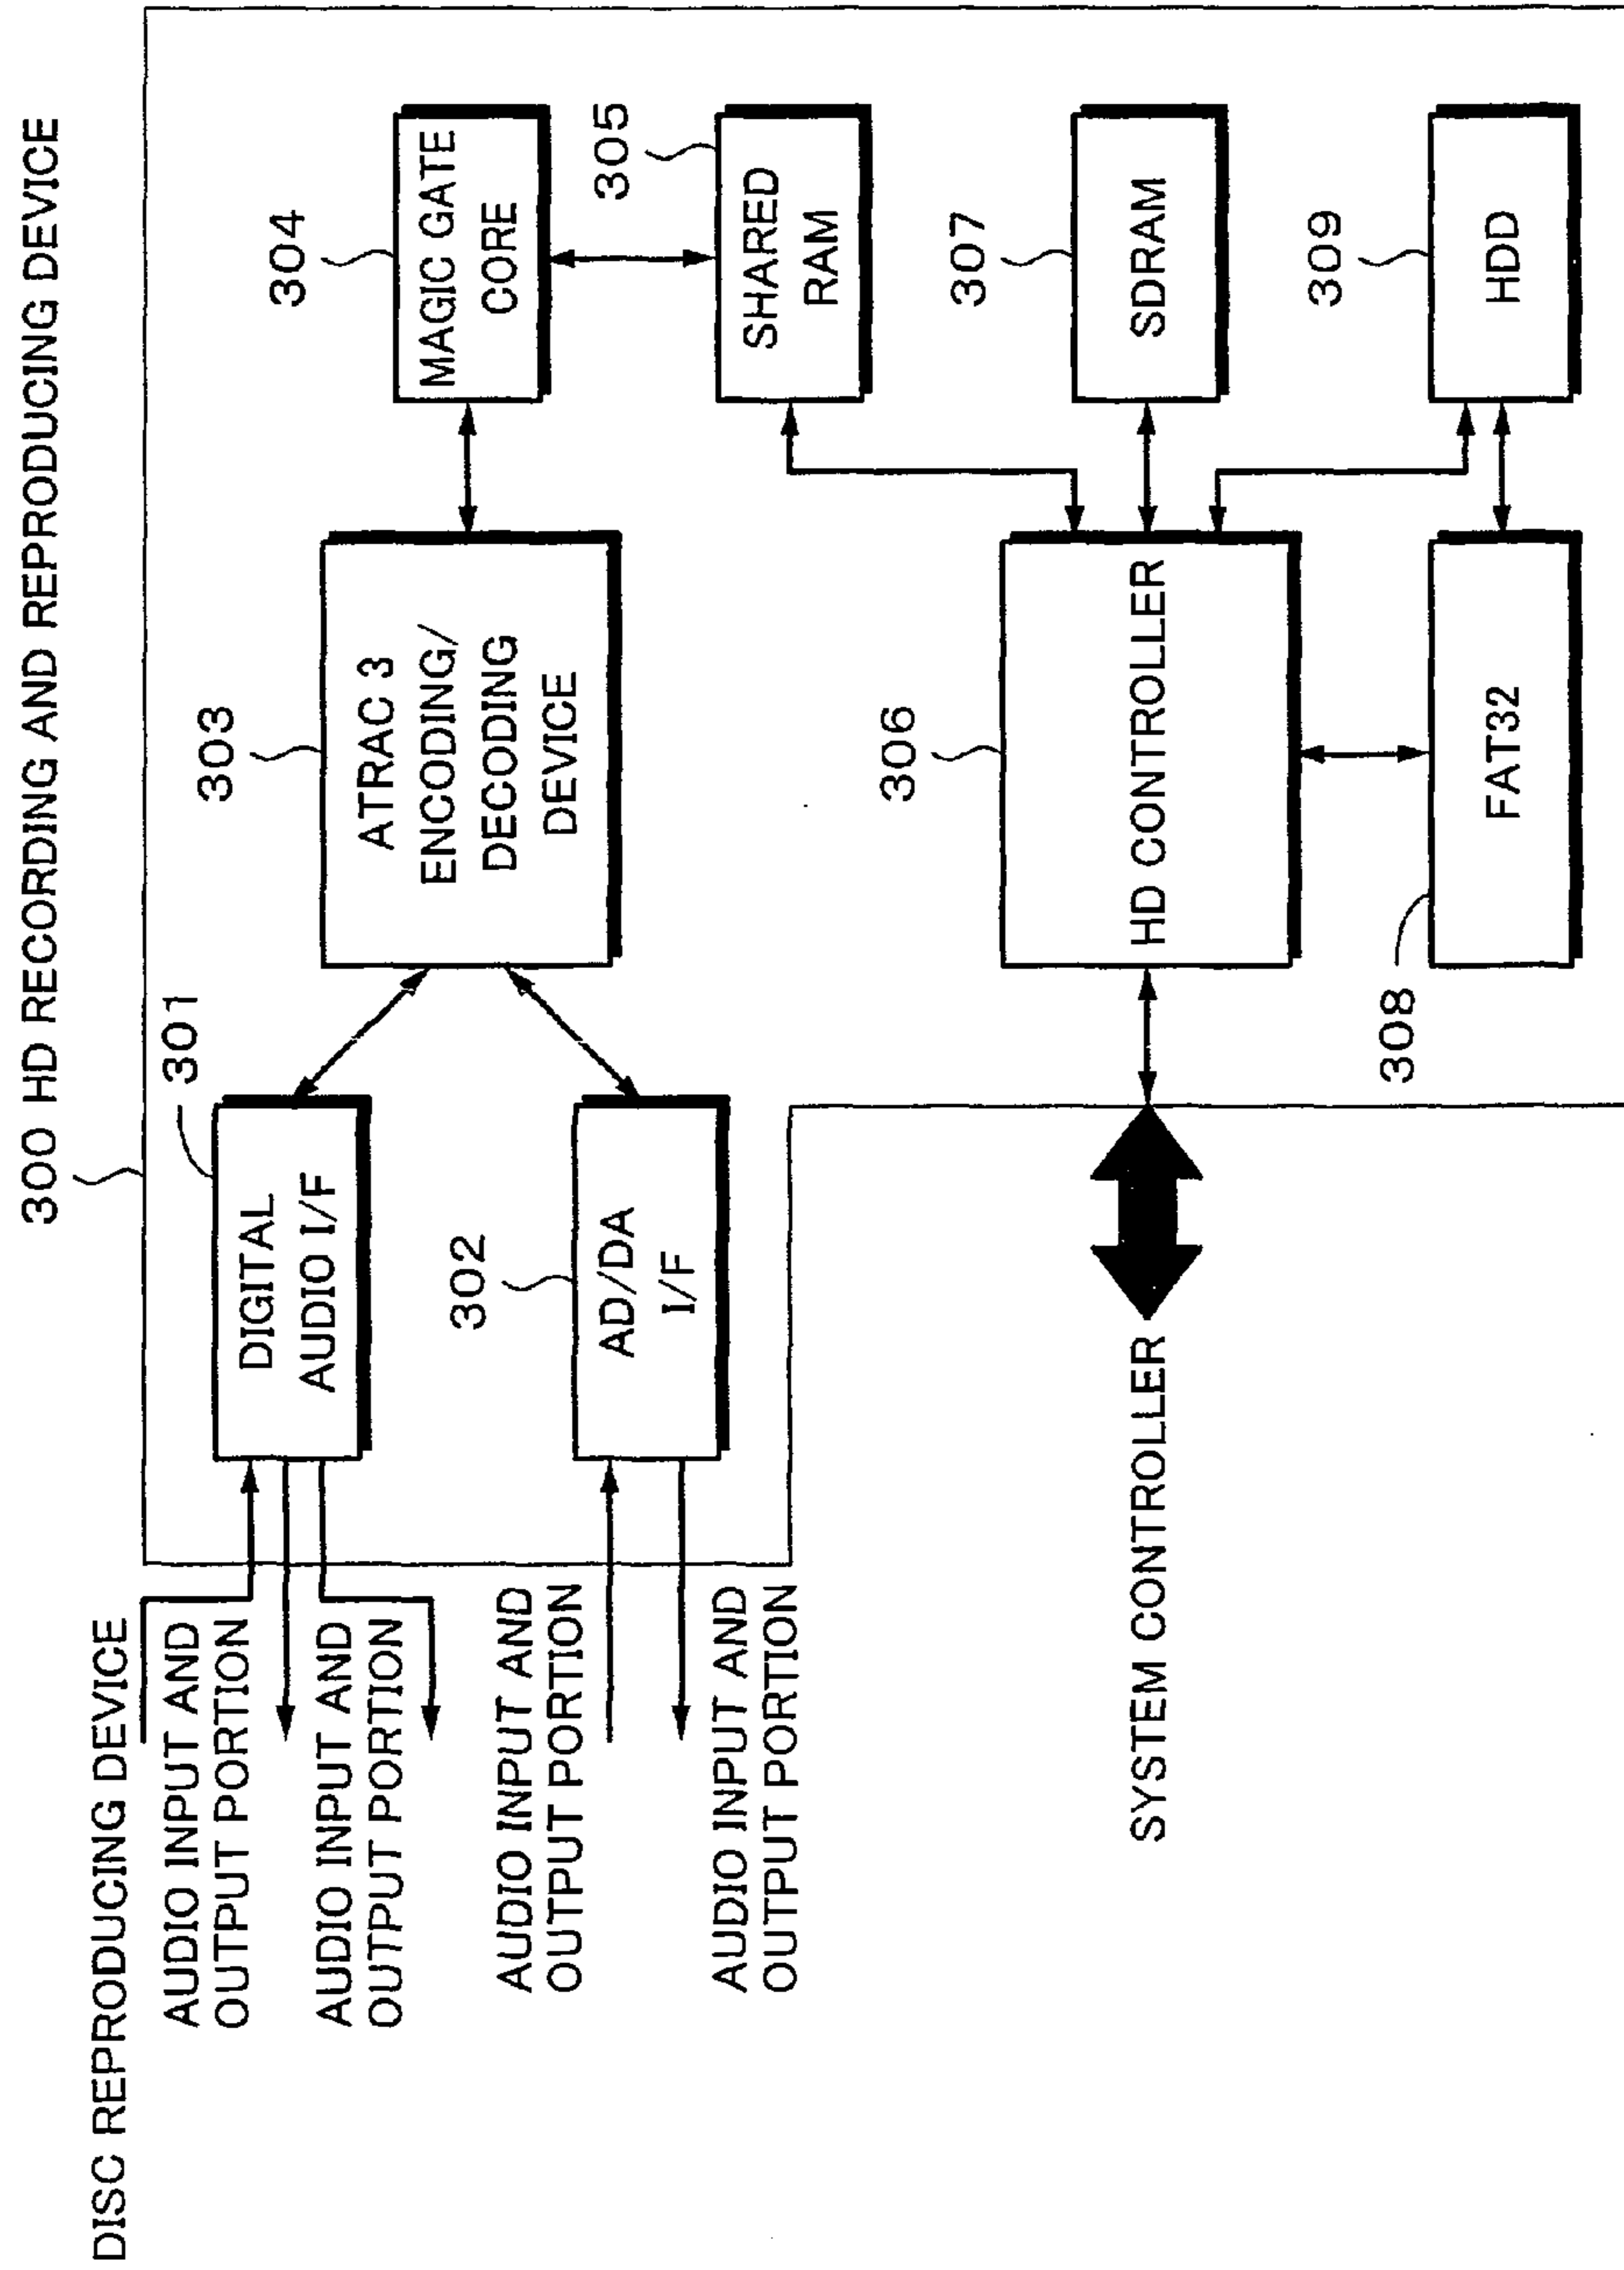 300 HD RECORDING AND REPRODUCING DEVICE
DISC REPRODUCING DEVICE
AUDIO INPUT AND
OUTPUT PORTION
AUDIO INPUT AND
OUTPUT PORTION
301
DIGITAL
AUDIO I/F
303
ATRAC 3
ENCODING/
DECODING
DEVICE
304
MAGIC GATE
CORE
AUDIO INPUT AND
OUTPUT PORTION
AUDIO INPUT AND
OUTPUT PORTION
302
AD/DA
I/F
305
SHARED
RAM
SYSTEM CONTROLLER
306
HD CONTROLLER
307
SDRAM
308
FAT32
309
HDD